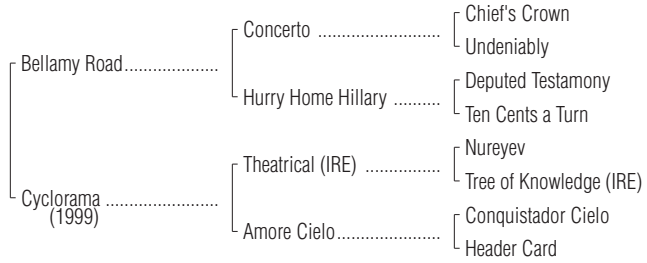 Chief's Crown
Concerto ..........................
Undeniably
Bellamy Road....................
Deputed Testamony
Hurry Home Hillary ..........
Ten Cents a Turn
Nureyev
Theatrical (IRE) ................
Tree of Knowledge (IRE)
Cyclorama ........................
(1999)
Conquistador Cielo
Amore Cielo......................
Header Card